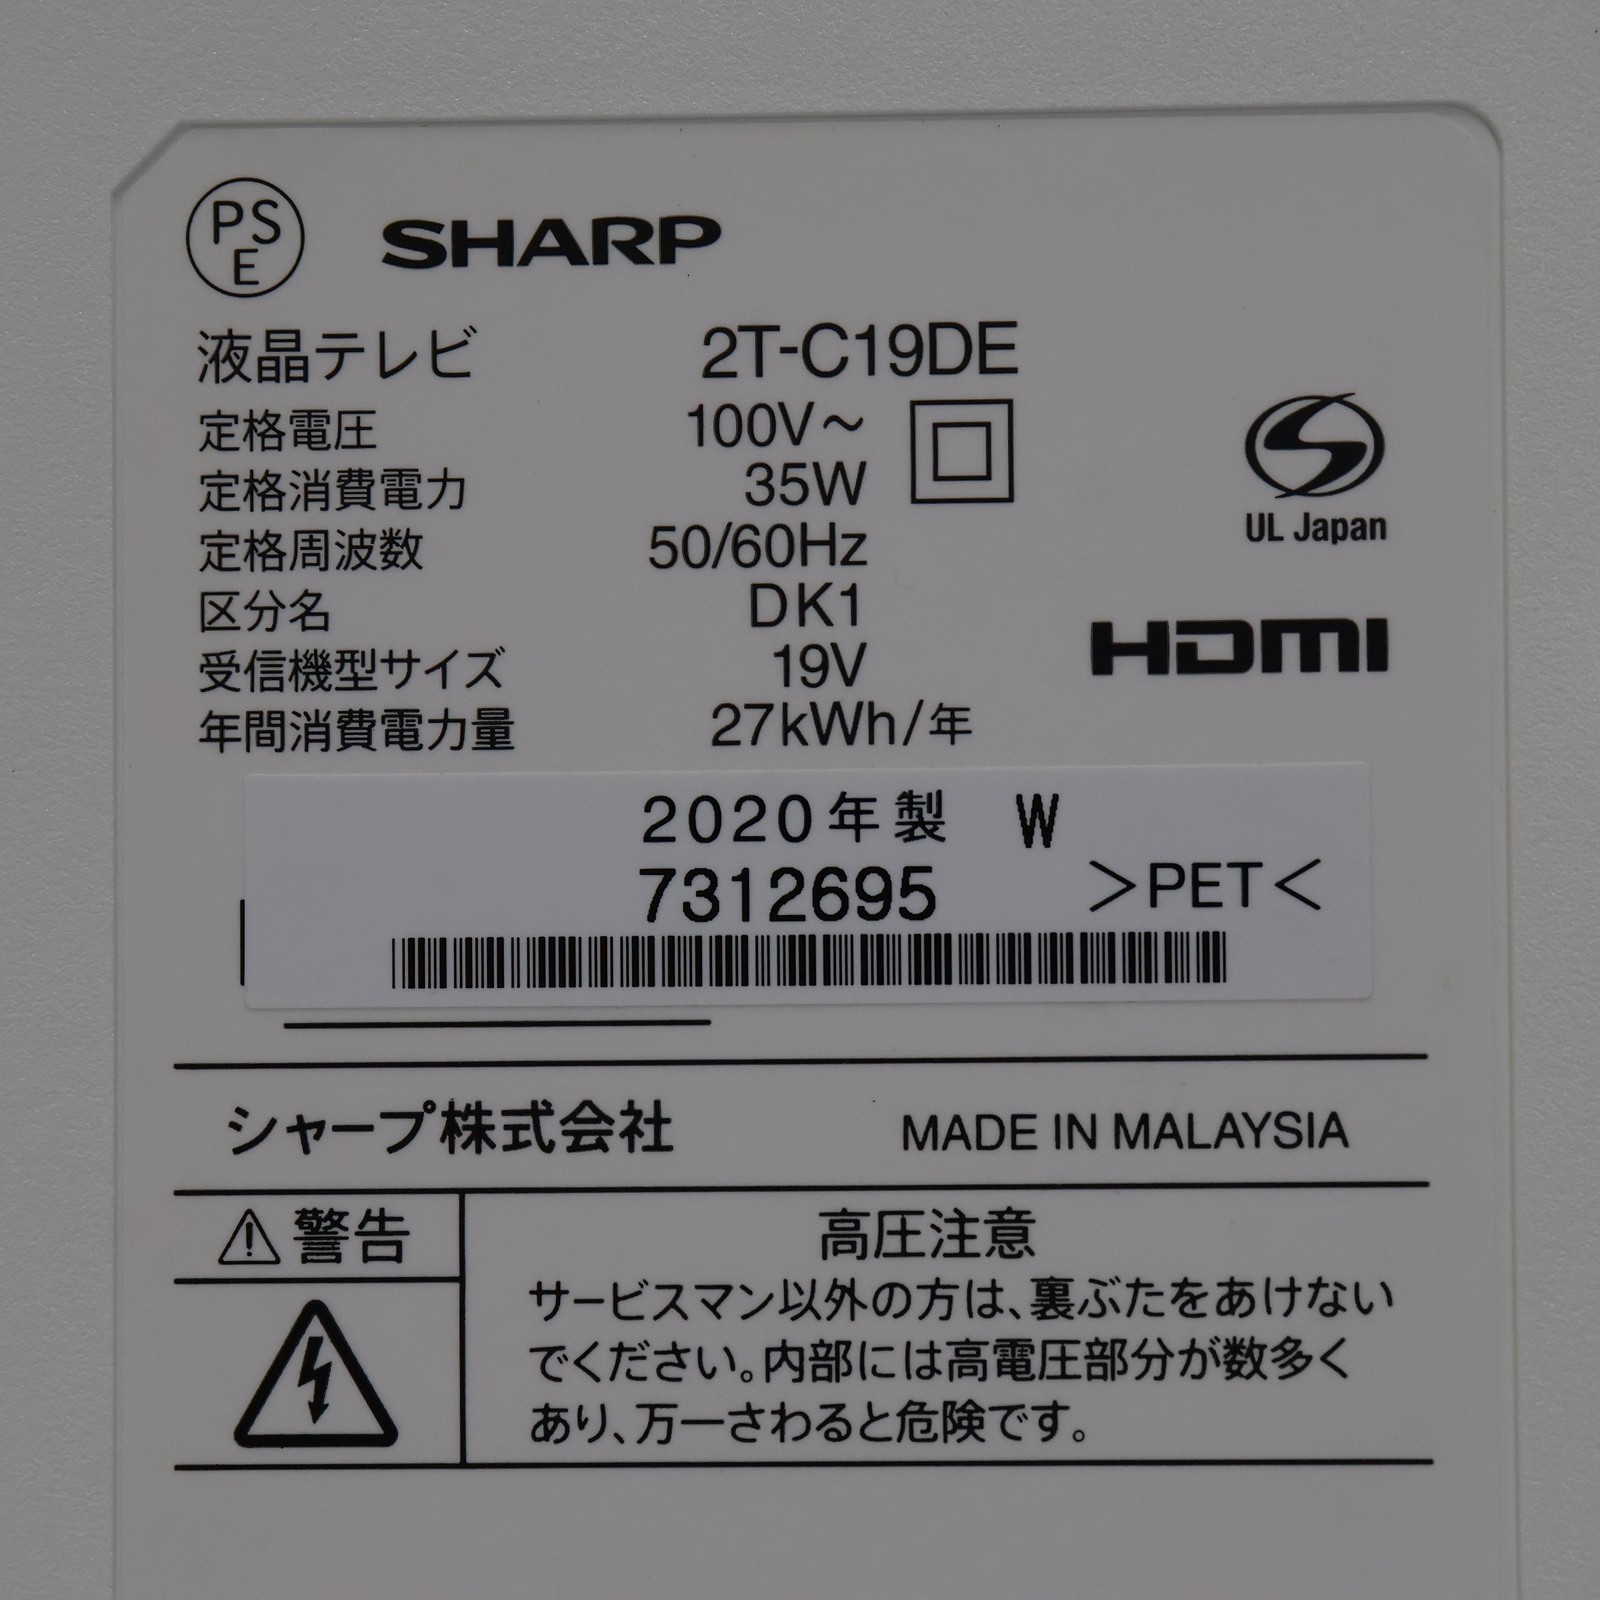 PSE SHARP
液晶テレビ 2T-C19DE
定格電圧 100V～
定格消費電力 35W
定格周波数 50/60Hz
区分名 DK1
受信機型サイズ 19V
年間消費電力量 27kWh/年
UL Japan
HDMI
2020年製 W
7312695 >PET<
シャープ株式会社 MADE IN MALAYSIA
警告
高圧注意
サービスマン以外の方は、裏ぶたをあけない
でください。内部には高電圧部分が数多く
あり、万一さわると危険です。